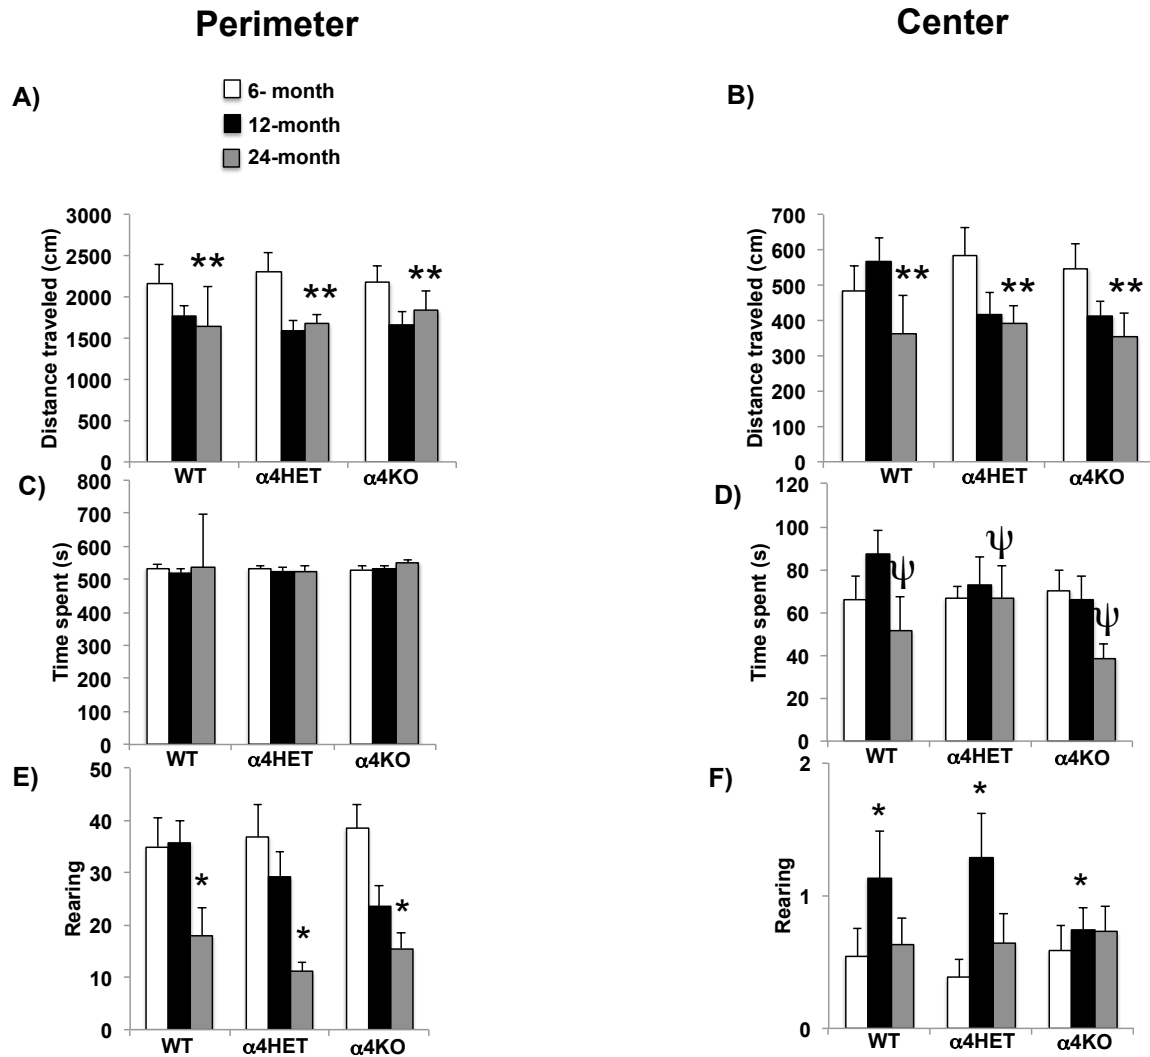 Perimeter
Center
A)
6- month
12-month
24-month
B)
Distance traveled (cm)
3000
2500
2000
1500
1000
500
0
**
**
**
WT
α4HET
α4KO
Distance traveled (cm)
700
600
500
400
300
200
100
0
**
**
**
WT
α4HET
α4KO
C)
Time spent (s)
800
700
600
500
400
300
200
100
0
WT
α4HET
α4KO
D)
Time spent (s)
120
100
80
60
40
20
0
ψ
ψ
ψ
WT
α4HET
α4KO
E)
Rearing
50
40
30
20
10
0
*
*
*
WT
α4HET
α4KO
F)
Rearing
2
1
0
*
*
*
WT
α4HET
α4KO